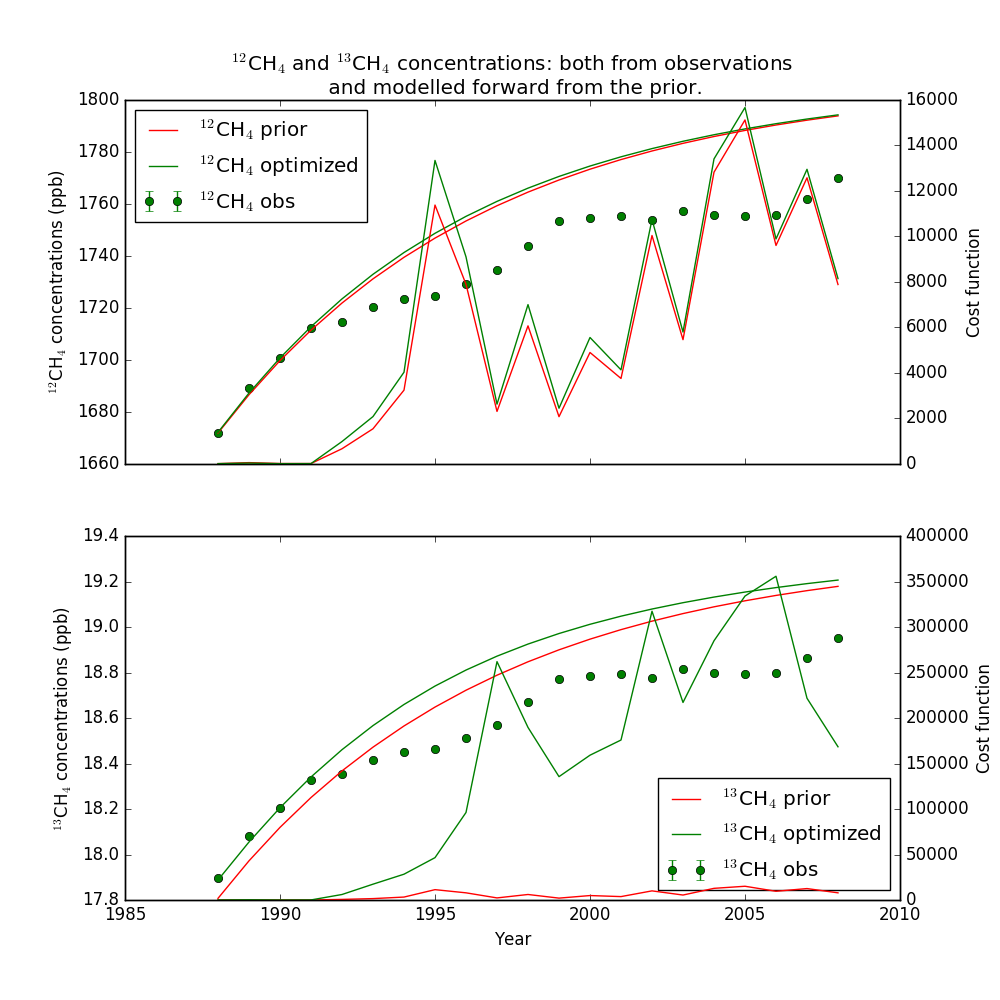 ¹²CH₄ and ¹³CH₄ concentrations: both from observations
and modelled forward from the prior.
1800
1780
1760
1740
1720
1700
1680
1660
¹²CH₄ concentrations (ppb)
¹²CH₄ prior
¹²CH₄ optimized
¹²CH₄ obs
16000
14000
12000
10000
8000
6000
4000
2000
0
Cost function
19.4
19.2
19.0
18.8
18.6
18.4
18.2
18.0
17.8
¹³CH₄ concentrations (ppb)
¹³CH₄ prior
¹³CH₄ optimized
¹³CH₄ obs
400000
350000
300000
250000
200000
150000
100000
50000
0
Cost function
1985 1990 1995 2000 2005 2010
Year